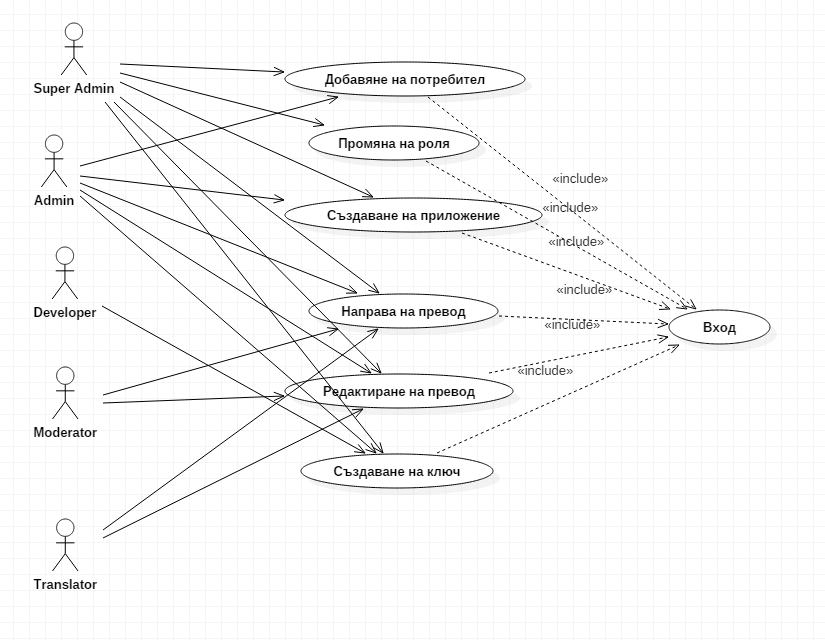 Super Admin
Добавяне на потребител
Промяна на роля
«include»
Admin
«include»
Създаване на приложение
«include»
«include»
Developer
Направа на превод
«include»
Вход
«include»
Редактиране на превод
Moderator
Създаване на ключ
Translator